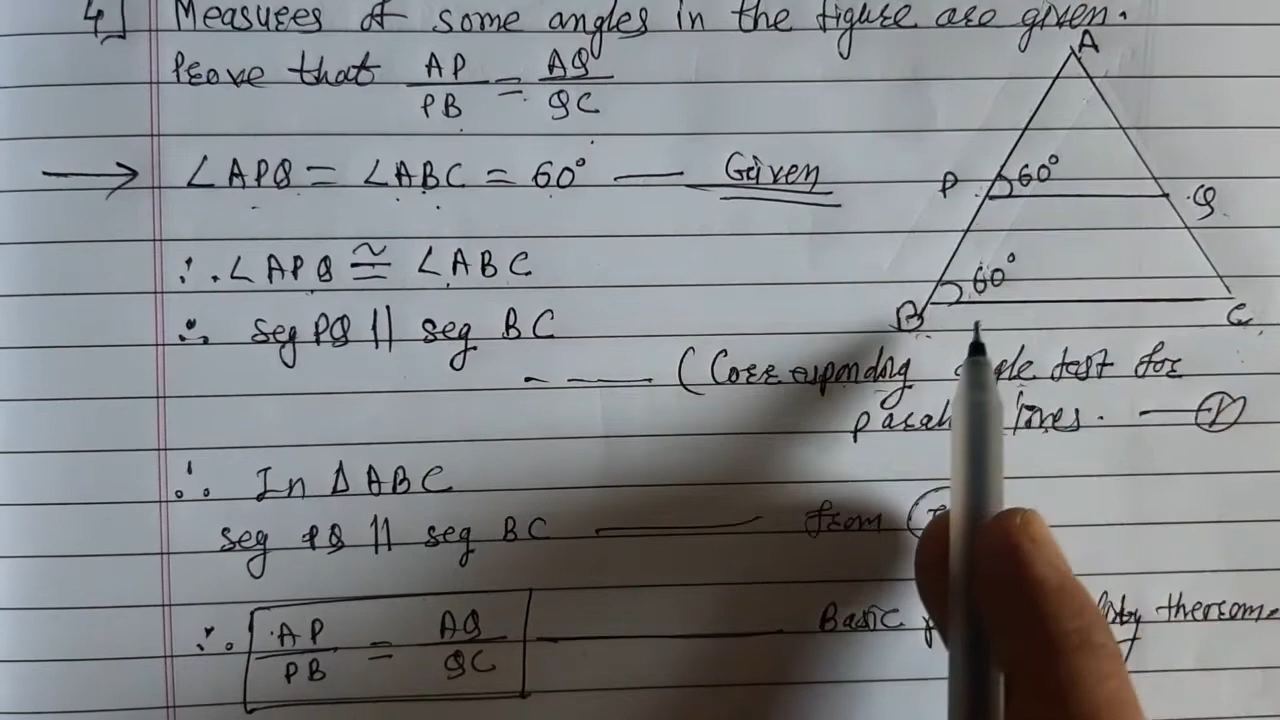 4] Measures of some angles in the figure are given.
Prove that AP/PB = AQ/QC
→ ∠APQ = ∠ABC = 60° — Given
∴ ∠APQ ≅ ∠ABC
∴ seg PQ || seg BC
---- (Corresponding test for
lines. — ①
∴ In ΔABC
seg PQ || seg BC — from
∴ AP/PB = AQ/QC — Basic theorem.
A
P 60° Q
60°
B C